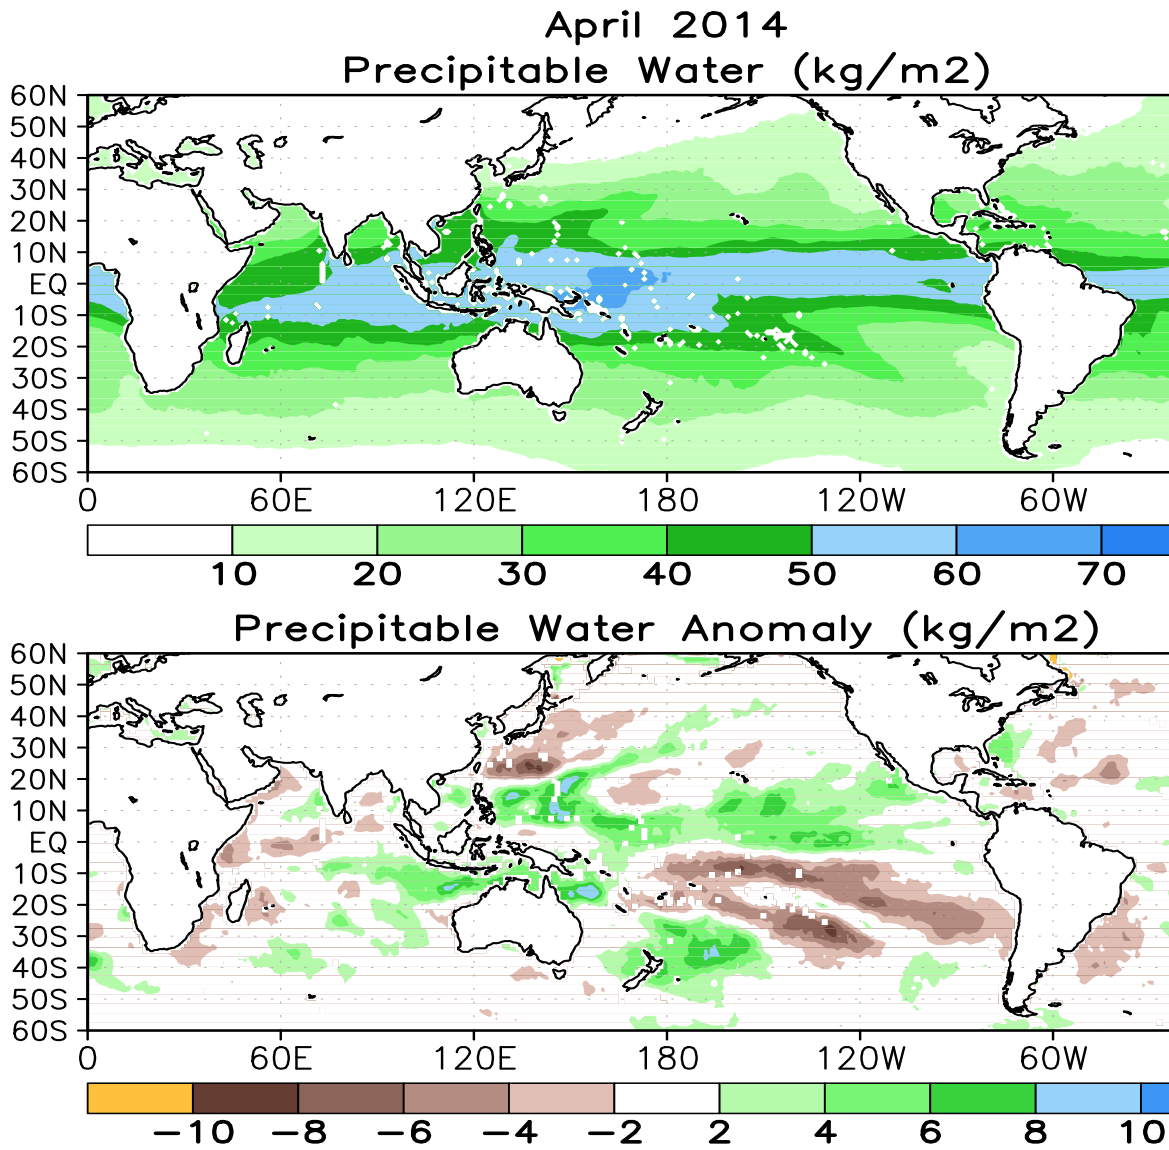 April 2014
Precipitable Water (kg/m2)
60N
50N
40N
30N
20N
10N
EQ
10S
20S
30S
40S
50S
60S
0 60E 120E 180 120W 60W
10 20 30 40 50 60 70
Precipitable Water Anomaly (kg/m2)
60N
50N
40N
30N
20N
10N
EQ
10S
20S
30S
40S
50S
60S
0 60E 120E 180 120W 60W
−10 −8 −6 −4 −2 2 4 6 8 10